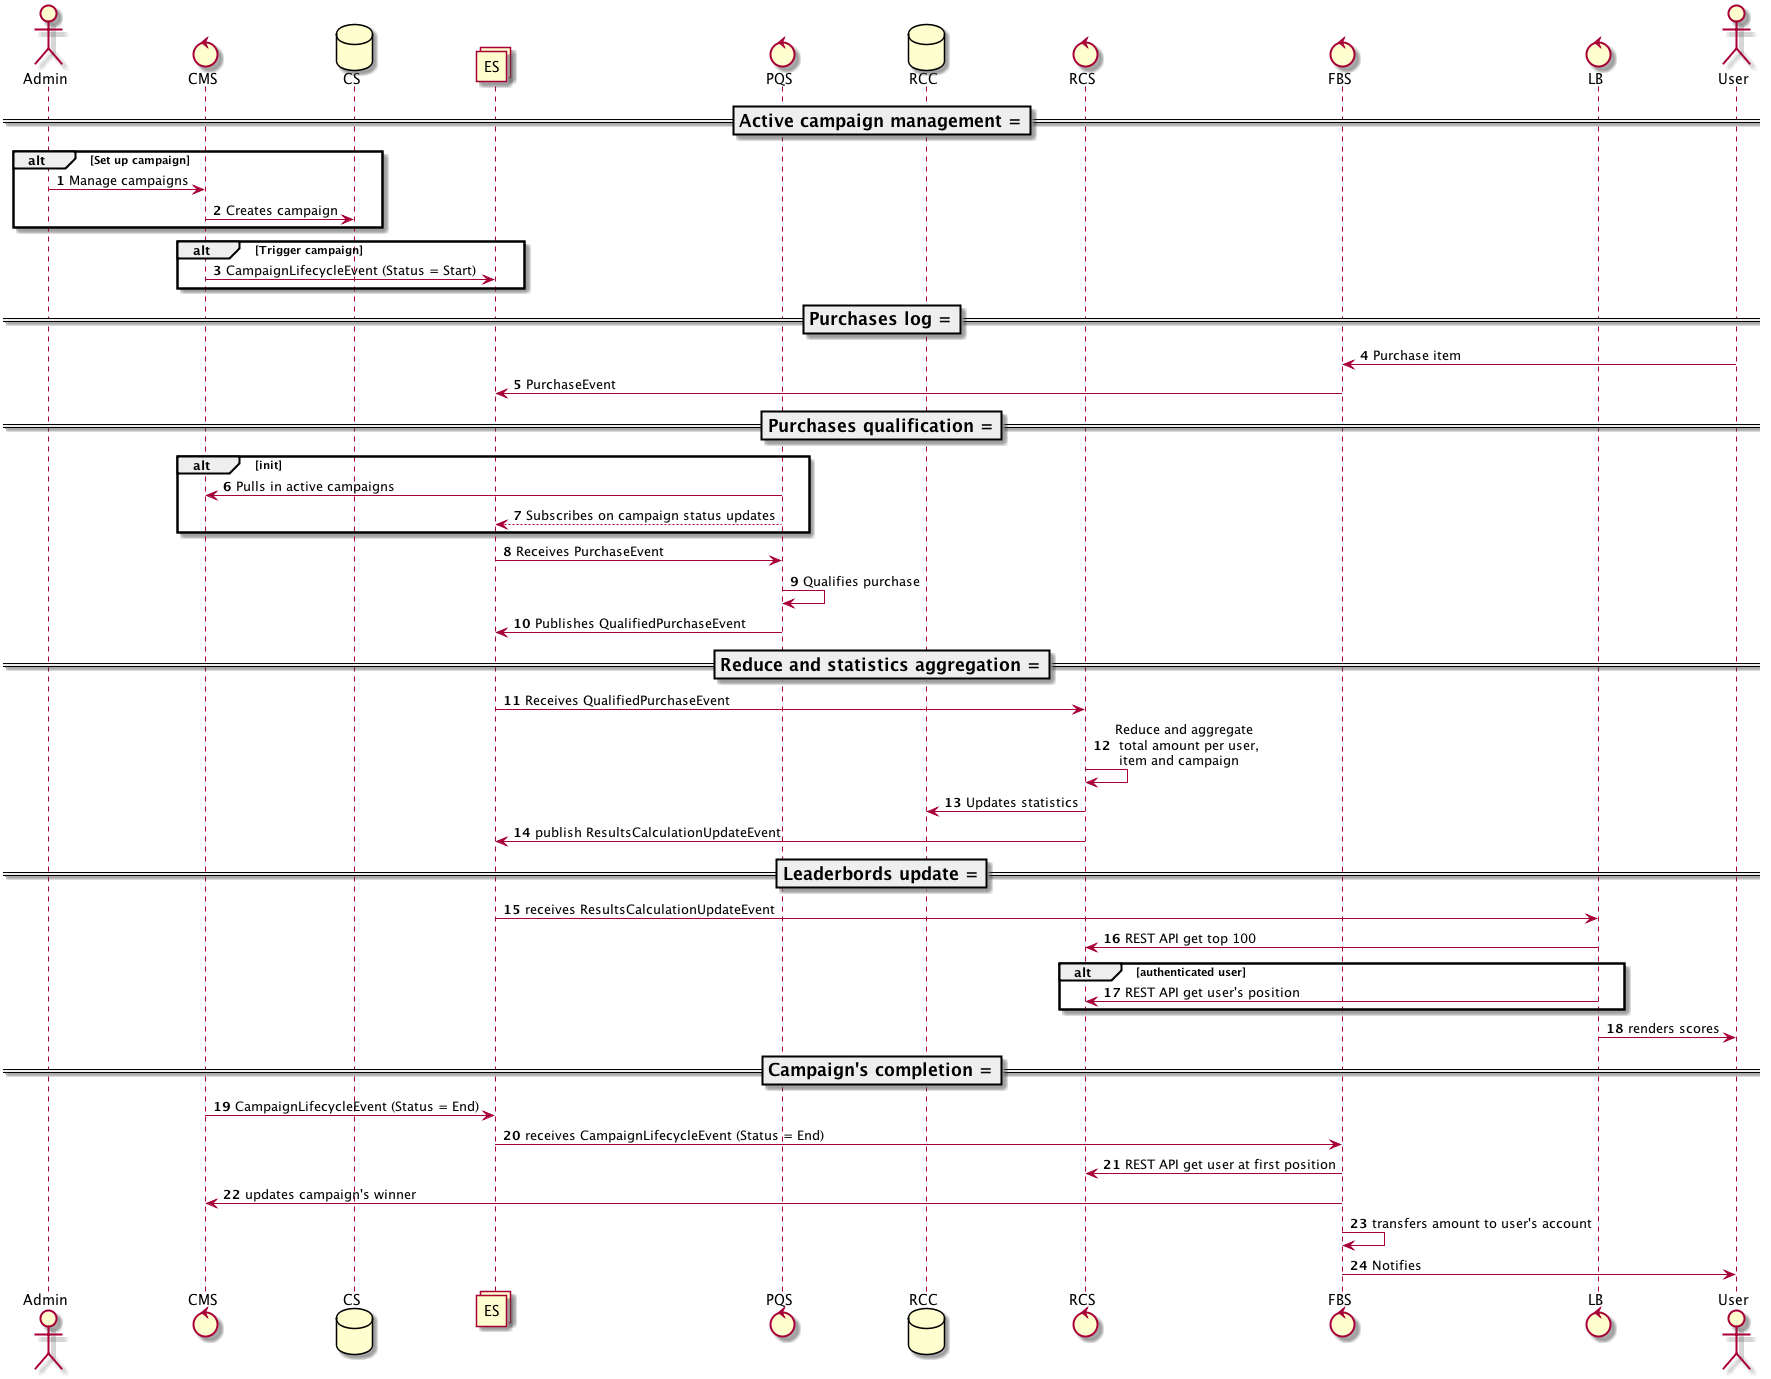 Admin
CMS
CS
ES
PQS
RCC
RCS
FBS
LB
User
Active campaign management =
alt [Set up campaign]
1 Manage campaigns
2 Creates campaign
alt [Trigger campaign]
3 CampaignLifecycleEvent (Status = Start)
Purchases log =
4 Purchase item
5 PurchaseEvent
Purchases qualification =
alt [init]
6 Pulls in active campaigns
7 Subscribes on campaign status updates
8 Receives PurchaseEvent
9 Qualifies purchase
10 Publishes QualifiedPurchaseEvent
Reduce and statistics aggregation =
11 Receives QualifiedPurchaseEvent
Reduce and aggregate
12 total amount per user,
item and campaign
13 Updates statistics
14 publish ResultsCalculationUpdateEvent
Leaderbords update =
15 receives ResultsCalculationUpdateEvent
16 REST API get top 100
alt [authenticated user]
17 REST API get user's position
18 renders scores
Campaign's completion =
19 CampaignLifecycleEvent (Status = End)
20 receives CampaignLifecycleEvent (Status = End)
21 REST API get user at first position
22 updates campaign's winner
23 transfers amount to user's account
24 Notifies
Admin
CMS
CS
ES
PQS
RCC
RCS
FBS
LB
User